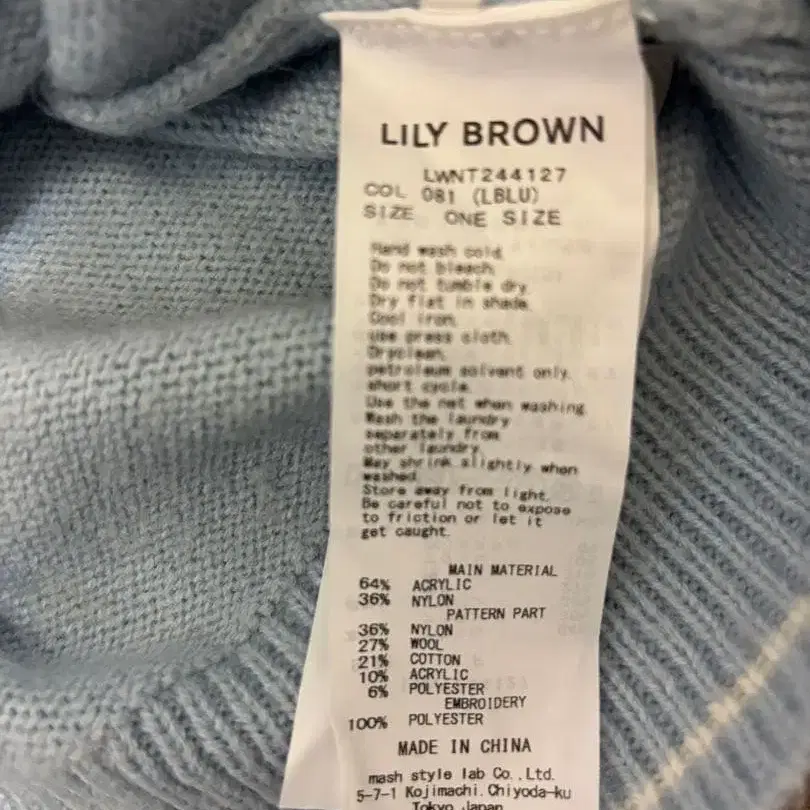 LILY BROWN
LWNT244127
COL 081 (LBLU)
SIZE ONE SIZE
Hand wash cold.
Do not bleach.
Do not tumble dry.
Dry flat in shade.
Cool iron.
use press cloth.
Dryclean.
petroleum solvent only.
short cycle.
Use the net when washing.
Wash the laundry
separately from
other laundry.
May shrink slightly when
washed.
Store away from light.
Be careful not to expose
to friction or let it
get caught.
MAIN MATERIAL
64% ACRYLIC
36% NYLON
PATTERN PART
36% NYLON
27% WOOL
21% COTTON
10% ACRYLIC
6% POLYESTER
EMBROIDERY
100% POLYESTER
MADE IN CHINA
mash style lab Co.,Ltd.
5-7-1 Kojimachi.Chiyoda-ku
Tokyo Japan